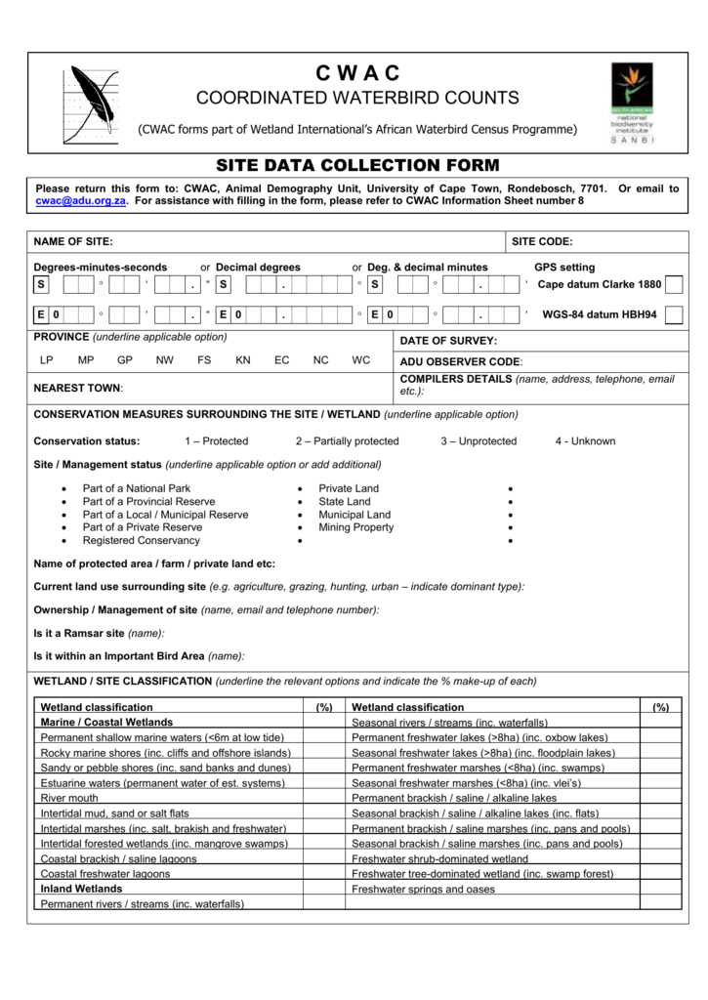 C W A C
COORDINATED WATERBIRD COUNTS
(CWAC forms part of Wetland International's African Waterbird Census Programme)
SOUTH AFRICAN
national
biodiversity
institute
S A N B I
SITE DATA COLLECTION FORM
Please return this form to: CWAC, Animal Demography Unit, University of Cape Town, Rondebosch, 7701. Or email to
cwac@adu.org.za. For assistance with filling in the form, please refer to CWAC Information Sheet number 8
NAME OF SITE: SITE CODE:
Degrees-minutes-seconds or Decimal degrees or Deg. & decimal minutes GPS setting
S ° ' . " S . ° S ° . ' Cape datum Clarke 1880
E 0 ° ' . " E 0 . ° E 0 ° . ' WGS-84 datum HBH94
PROVINCE (underline applicable option) DATE OF SURVEY:
LP MP GP NW FS KN EC NC WC ADU OBSERVER CODE:
NEAREST TOWN: COMPILERS DETAILS (name, address, telephone, email
etc.):
CONSERVATION MEASURES SURROUNDING THE SITE / WETLAND (underline applicable option)
Conservation status: 1 – Protected 2 – Partially protected 3 – Unprotected 4 - Unknown
Site / Management status (underline applicable option or add additional)
• Part of a National Park • Private Land •
• Part of a Provincial Reserve • State Land •
• Part of a Local / Municipal Reserve • Municipal Land •
• Part of a Private Reserve • Mining Property •
• Registered Conservancy • •
Name of protected area / farm / private land etc:
Current land use surrounding site (e.g. agriculture, grazing, hunting, urban – indicate dominant type):
Ownership / Management of site (name, email and telephone number):
Is it a Ramsar site (name):
Is it within an Important Bird Area (name):
WETLAND / SITE CLASSIFICATION (underline the relevant options and indicate the % make-up of each)
Wetland classification (%) Wetland classification (%)
Marine / Coastal Wetlands Seasonal rivers / streams (inc. waterfalls)
Permanent shallow marine waters (<6m at low tide) Permanent freshwater lakes (>8ha) (inc. oxbow lakes)
Rocky marine shores (inc. cliffs and offshore islands) Seasonal freshwater lakes (>8ha) (inc. floodplain lakes)
Sandy or pebble shores (inc. sand banks and dunes) Permanent freshwater marshes (<8ha) (inc. swamps)
Estuarine waters (permanent water of est. systems) Seasonal freshwater marshes (<8ha) (inc. vlei's)
River mouth Permanent brackish / saline / alkaline lakes
Intertidal mud, sand or salt flats Seasonal brackish / saline / alkaline lakes (inc. flats)
Intertidal marshes (inc. salt, brakish and freshwater) Permanent brackish / saline marshes (inc. pans and pools)
Intertidal forested wetlands (inc. mangrove swamps) Seasonal brackish / saline marshes (inc. pans and pools)
Coastal brackish / saline lagoons Freshwater shrub-dominated wetland
Coastal freshwater lagoons Freshwater tree-dominated wetland (inc. swamp forest)
Inland Wetlands Freshwater springs and oases
Permanent rivers / streams (inc. waterfalls)